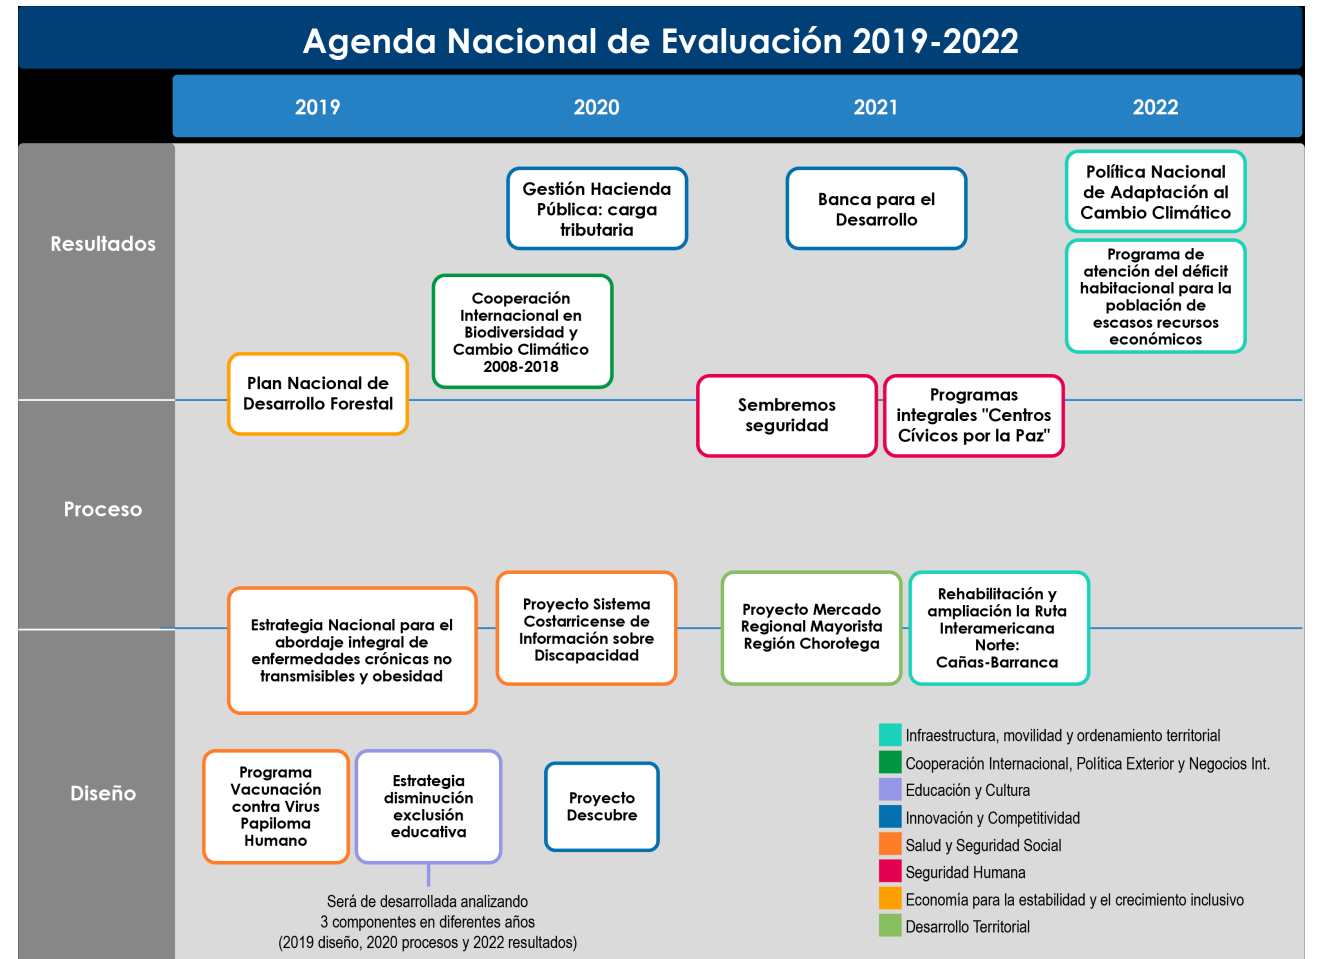 Agenda Nacional de Evaluación 2019-2022
2019
2020
2021
2022
Resultados
Gestión Hacienda
Pública: carga
tributaria
Banca para el
Desarrollo
Política Nacional
de Adaptación al
Cambio Climático
Programa de
atención del déficit
habitacional para la
población de
escasos recursos
económicos
Cooperación
Internacional en
Biodiversidad y
Cambio Climático
2008-2018
Plan Nacional de
Desarrollo Forestal
Sembremos
seguridad
Programas
integrales "Centros
Cívicos por la Paz"
Proceso
Estrategia Nacional para el
abordaje integral de
enfermedades crónicas no
transmisibles y obesidad
Proyecto Sistema
Costarricense de
Información sobre
Discapacidad
Proyecto Mercado
Regional Mayorista
Región Chorotega
Rehabilitación y
ampliación la Ruta
Interamericana
Norte:
Cañas-Barranca
Diseño
Programa
Vacunación
contra Virus
Papiloma
Humano
Estrategia
disminución
exclusión
educativa
Proyecto
Descubre
Será de desarrollada analizando
3 componentes en diferentes años
(2019 diseño, 2020 procesos y 2022 resultados)
Infraestructura, movilidad y ordenamiento territorial
Cooperación Internacional, Política Exterior y Negocios Int.
Educación y Cultura
Innovación y Competitividad
Salud y Seguridad Social
Seguridad Humana
Economía para la estabilidad y el crecimiento inclusivo
Desarrollo Territorial